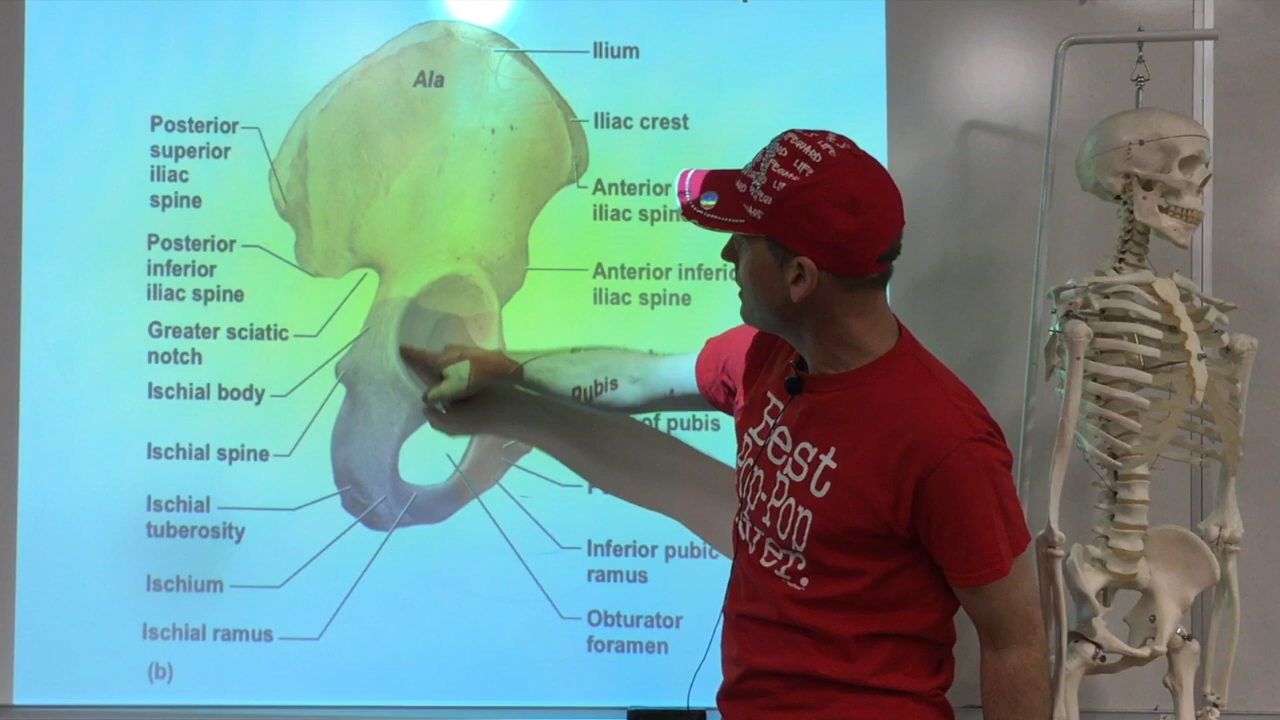 Ilium
Ala
Iliac crest
Posterior
superior
iliac
spine
Anterior
iliac
Posterior
inferior
iliac spine
Anterior
iliac spine
Greater sciatic
notch
Ischial body
Pubis
of pubis
Ischial spine
Ischial
tuberosity
Inferior pubic
ramus
Ischium
Obturator
foramen
Ischial ramus
(b)
LIFE
LIFE
Best
Pop-Pop
Ever.